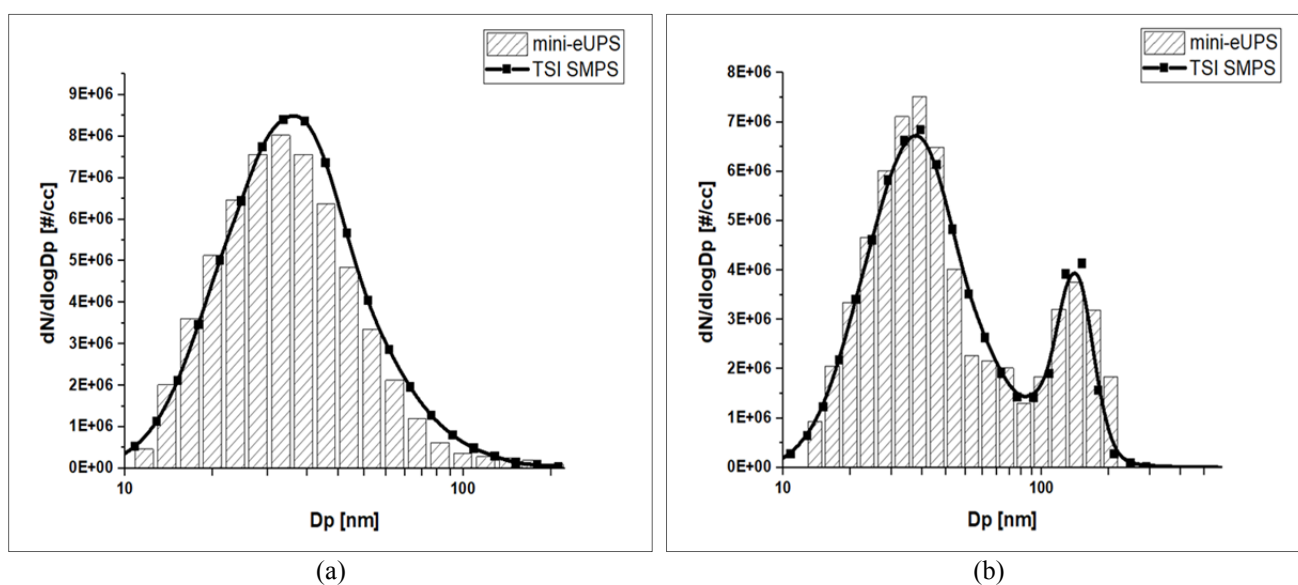 mini-eUPS
TSI SMPS
9E+06
8E+06
7E+06
6E+06
5E+06
4E+06
3E+06
2E+06
1E+06
0E+00
dN/dlogDp [#/cc]
10
100
Dp [nm]
(a)
mini-eUPS
TSI SMPS
8E+06
7E+06
6E+06
5E+06
4E+06
3E+06
2E+06
1E+06
0E+00
dN/dlogDp [#/cc]
10
100
Dp [nm]
(b)